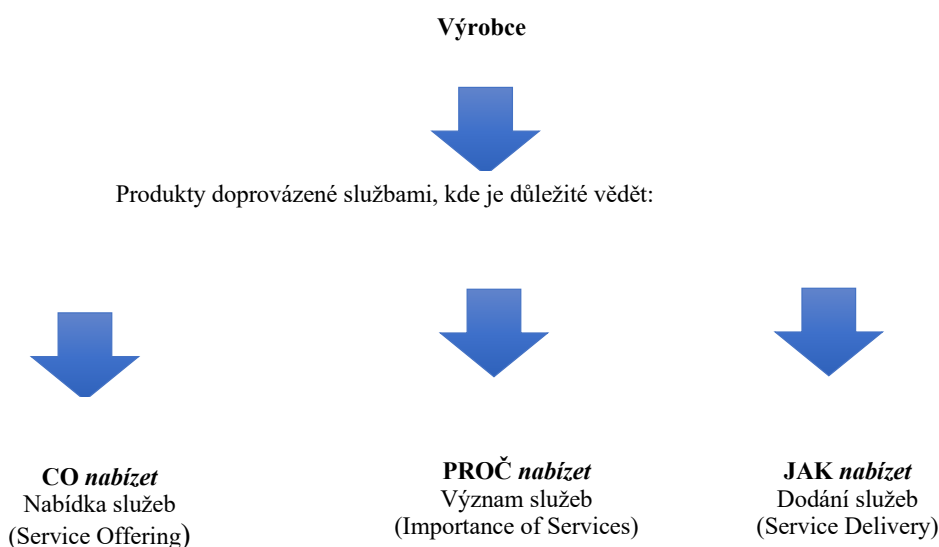 Výrobce
Produkty doprovázené službami, kde je důležité vědět:
CO nabízet
Nabídka služeb
(Service Offering)
PROČ nabízet
Význam služeb
(Importance of Services)
JAK nabízet
Dodání služeb
(Service Delivery)